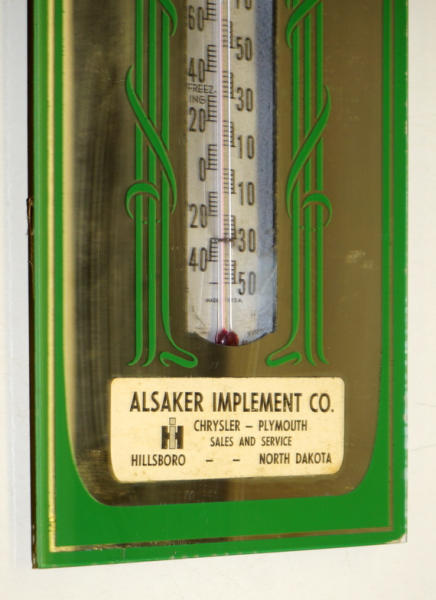 60
50
40
FREEZ-
ING
30
20
10
0
10
20
30
40
50
ALSAKER IMPLEMENT CO.
IH CHRYSLER – PLYMOUTH
SALES AND SERVICE
HILLSBORO – – NORTH DAKOTA